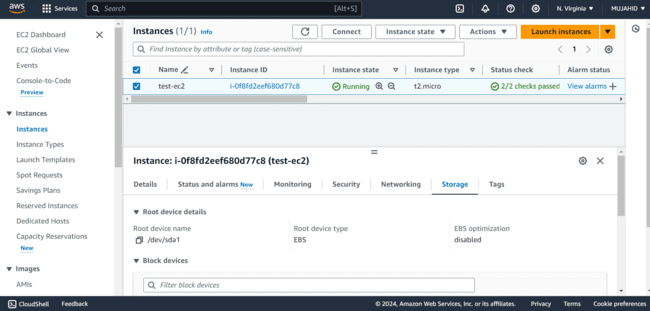 aws
Services
Search
[Alt+S]
N. Virginia
MUJAHID
EC2 Dashboard
EC2 Global View
Events
Console-to-Code
Preview
Instances
Instances
Instance Types
Launch Templates
Spot Requests
Savings Plans
Reserved Instances
Dedicated Hosts
Capacity Reservations
New
Images
AMIs
Instances (1/1) Info
Connect
Instance state
Actions
Launch instances
Find Instance by attribute or tag (case-sensitive)
1
Name Instance ID Instance state Instance type Status check Alarm status
test-ec2 i-0f8fd2eef680d77c8 Running t2.micro 2/2 checks passed View alarms
Instance: i-0f8fd2eef680d77c8 (test-ec2)
Details Status and alarms New Monitoring Security Networking Storage Tags
Root device details
Root device name Root device type EBS optimization
/dev/sda1 EBS disabled
Block devices
Filter block devices
CloudShell Feedback © 2024, Amazon Web Services, Inc. or its affiliates. Privacy Terms Cookie preferences